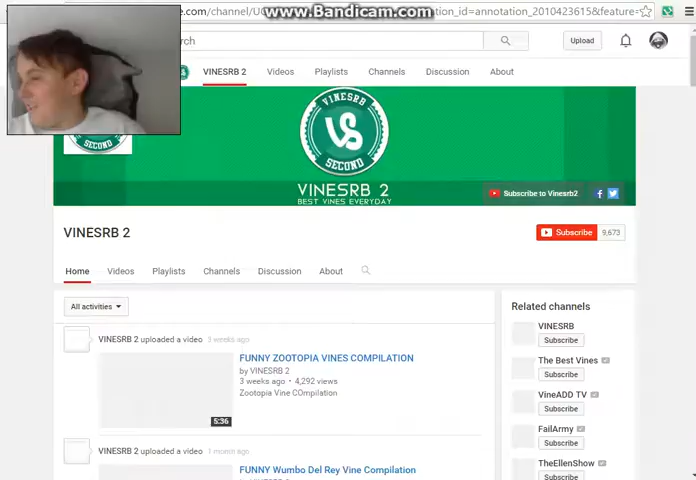 www.Bandicam.com
.com/channel/UC
ation_id=annotation_2010423615&feature=
rch
Upload
VINESRB 2
Videos
Playlists
Channels
Discussion
About
VINESRB
VS
SECOND
VINESRB 2
BEST VINES EVERYDAY
Subscribe to Vinesrb2
VINESRB 2
Subscribe 9,673
Home Videos Playlists Channels Discussion About
All activities
VINESRB 2 uploaded a video 3 weeks ago
FUNNY ZOOTOPIA VINES COMPILATION
by VINESRB 2
3 weeks ago • 4,292 views
Zootopia Vine COmpilation
5:36
VINESRB 2 uploaded a video 1 month ago
FUNNY Wumbo Del Rey Vine Compilation
Related channels
VINESRB
Subscribe
The Best Vines
Subscribe
VineADD TV
Subscribe
FailArmy
Subscribe
TheEllenShow
Subscribe